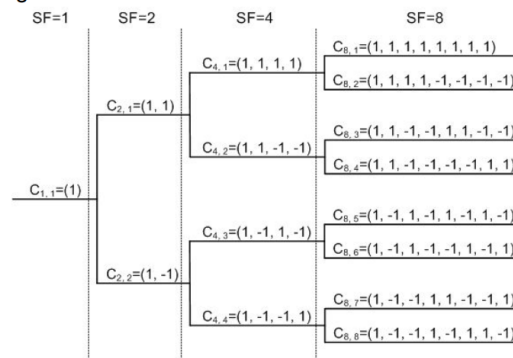 SF=1 SF=2 SF=4 SF=8
C8, 1=(1, 1, 1, 1, 1, 1, 1, 1)
C4, 1=(1, 1, 1, 1)
C8, 2=(1, 1, 1, 1, -1, -1, -1, -1)
C2, 1=(1, 1)
C8, 3=(1, 1, -1, -1, 1, 1, -1, -1)
C4, 2=(1, 1, -1, -1)
C8, 4=(1, 1, -1, -1, -1, -1, 1, 1)
C1, 1=(1)
C8, 5=(1, -1, 1, -1, 1, -1, 1, -1)
C4, 3=(1, -1, 1, -1)
C8, 6=(1, -1, 1, -1, -1, 1, -1, 1)
C2, 2=(1, -1)
C8, 7=(1, -1, -1, 1, 1, -1, -1, 1)
C4, 4=(1, -1, -1, 1)
C8, 8=(1, -1, -1, 1, -1, 1, 1, -1)